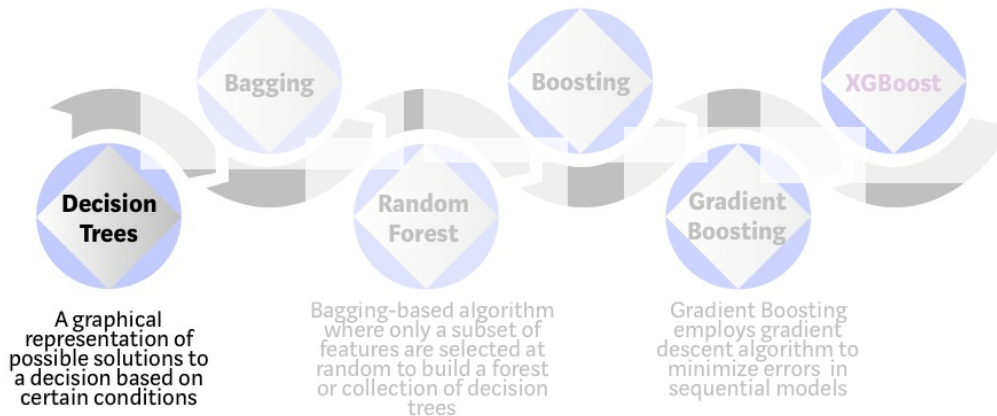 Bagging
Boosting
XGBoost
Decision
Trees
Random
Forest
Gradient
Boosting
A graphical
representation of
possible solutions to
a decision based on
certain conditions
Bagging-based algorithm
where only a subset of
features are selected at
random to build a forest
or collection of decision
trees
Gradient Boosting
employs gradient
descent algorithm to
minimize errors in
sequential models